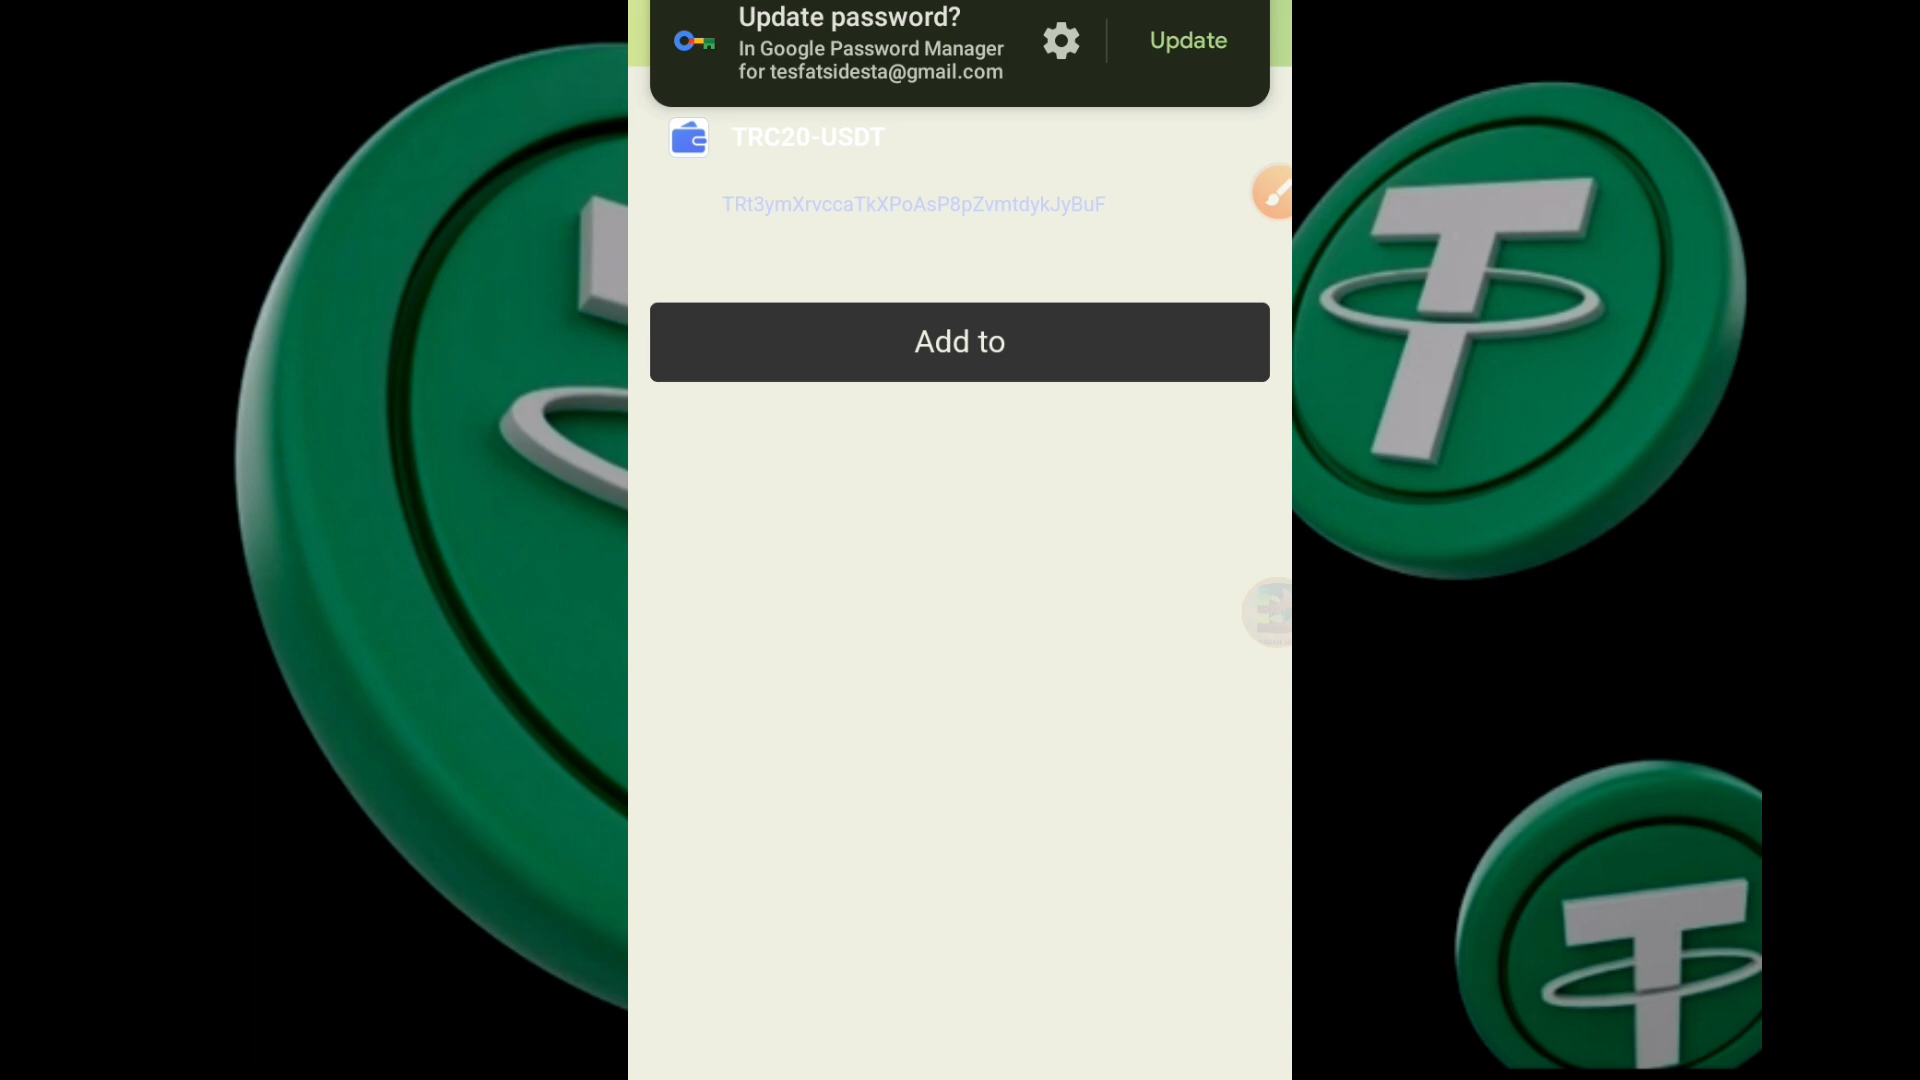 Update password?
In Google Password Manager
for tesfatsidesta@gmail.com
Update
TRC20-USDT
TRt3ymXrvccaTkXPoAsP8pZvmtdykJyBuF
Add to